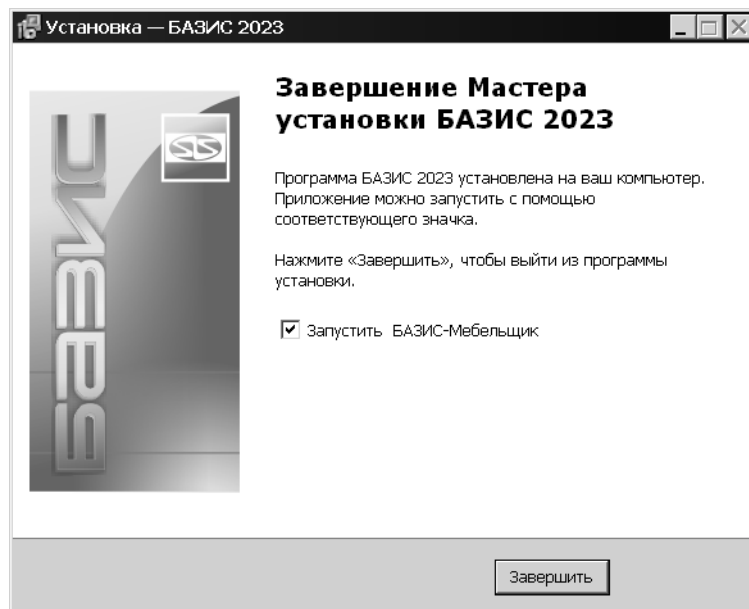 Установка — БАЗИС 2023
Завершение Мастера
установки БАЗИС 2023
БАЗИС
Программа БАЗИС 2023 установлена на ваш компьютер.
Приложение можно запустить с помощью
соответствующего значка.
Нажмите «Завершить», чтобы выйти из программы
установки.
Запустить БАЗИС-Мебельщик
Завершить